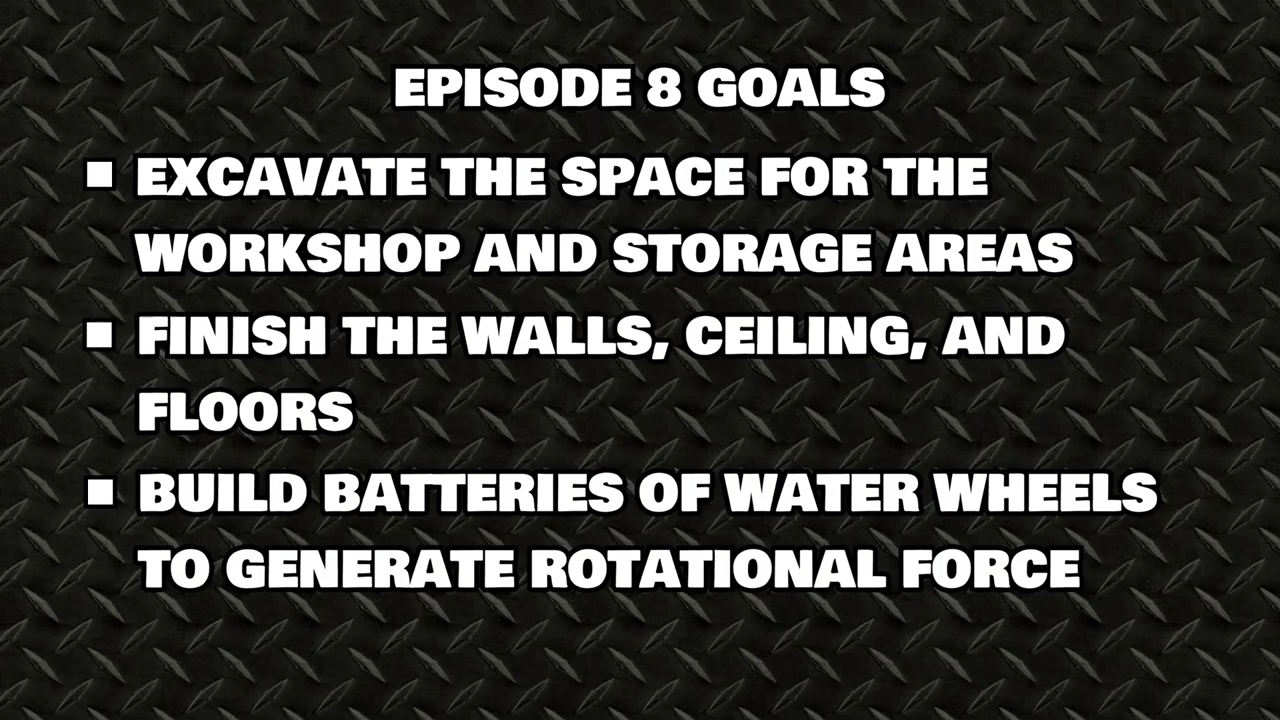 EPISODE 8 GOALS
▪ EXCAVATE THE SPACE FOR THE
WORKSHOP AND STORAGE AREAS
▪ FINISH THE WALLS, CEILING, AND
FLOORS
▪ BUILD BATTERIES OF WATER WHEELS
TO GENERATE ROTATIONAL FORCE